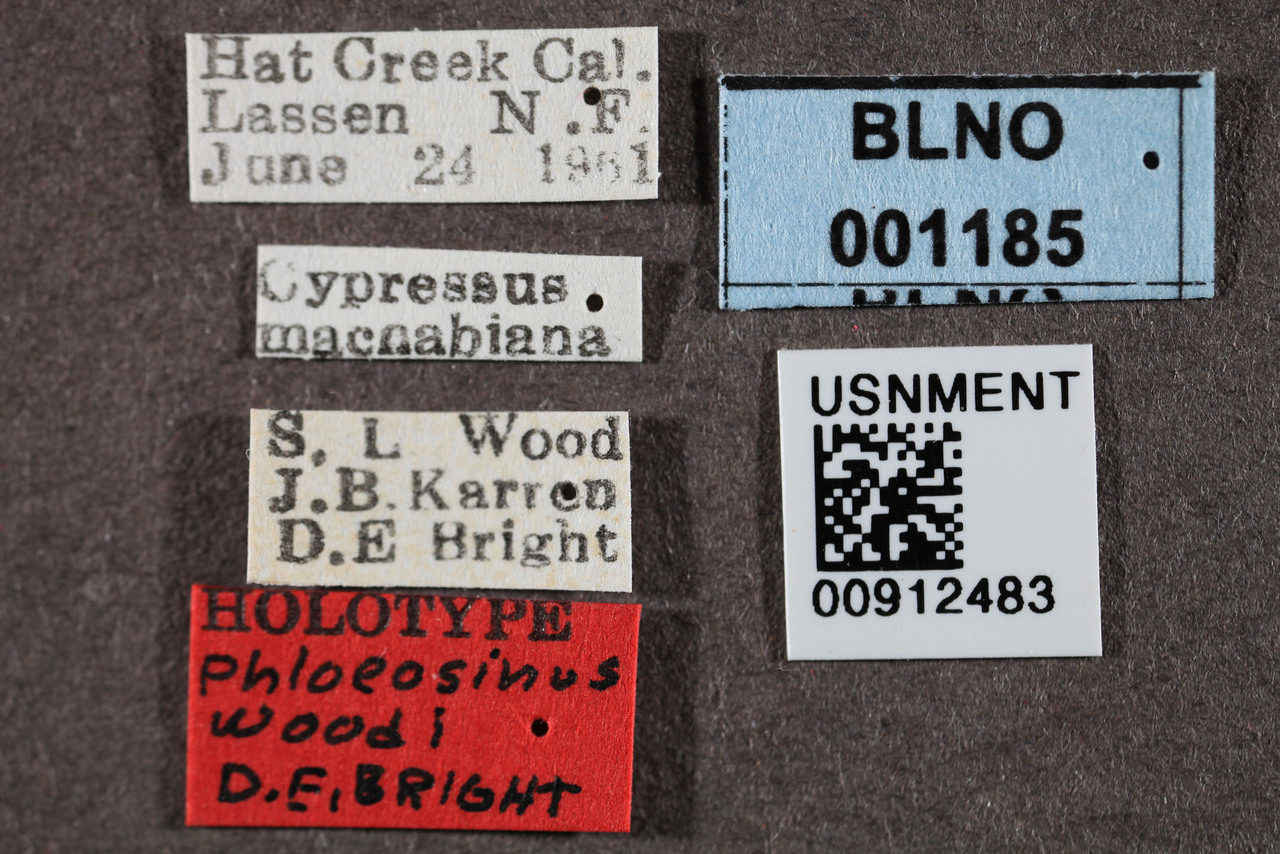 Hat Creek Cal.
Lassen N.F.
June 24 1961
Cypressus
macnabiana
S. L Wood
J.B. Karren
D.E Bright
HOLOTYPE
Phloeosinus
woodi
D.E. BRIGHT
BLNO
001185
USNMENT
00912483